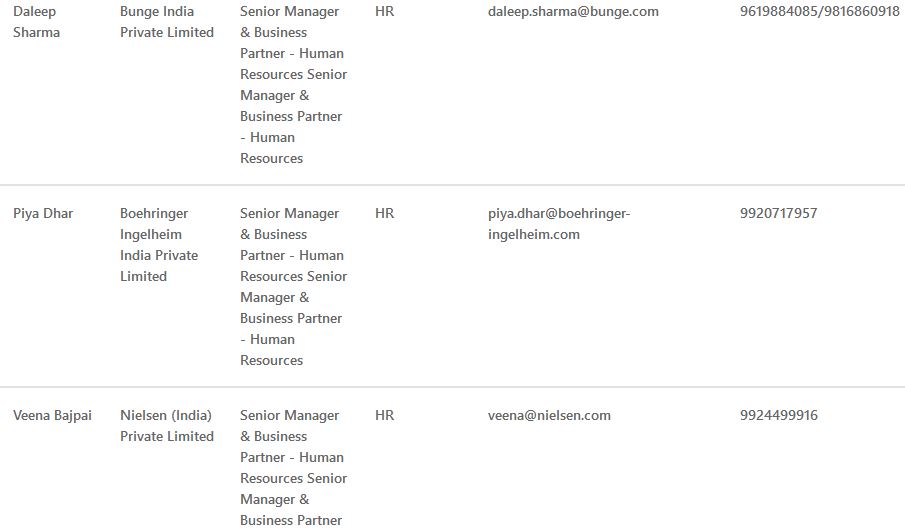 Daleep
Sharma
Bunge India
Private Limited
Senior Manager
& Business
Partner - Human
Resources Senior
Manager &
Business Partner
- Human
Resources
HR
daleep.sharma@bunge.com
9619884085/9816860918
Piya Dhar
Boehringer
Ingelheim
India Private
Limited
Senior Manager
& Business
Partner - Human
Resources Senior
Manager &
Business Partner
- Human
Resources
HR
piya.dhar@boehringer-
ingelheim.com
9920717957
Veena Bajpai
Nielsen (India)
Private Limited
Senior Manager
& Business
Partner - Human
Resources Senior
Manager &
Business Partner
HR
veena@nielsen.com
9924499916